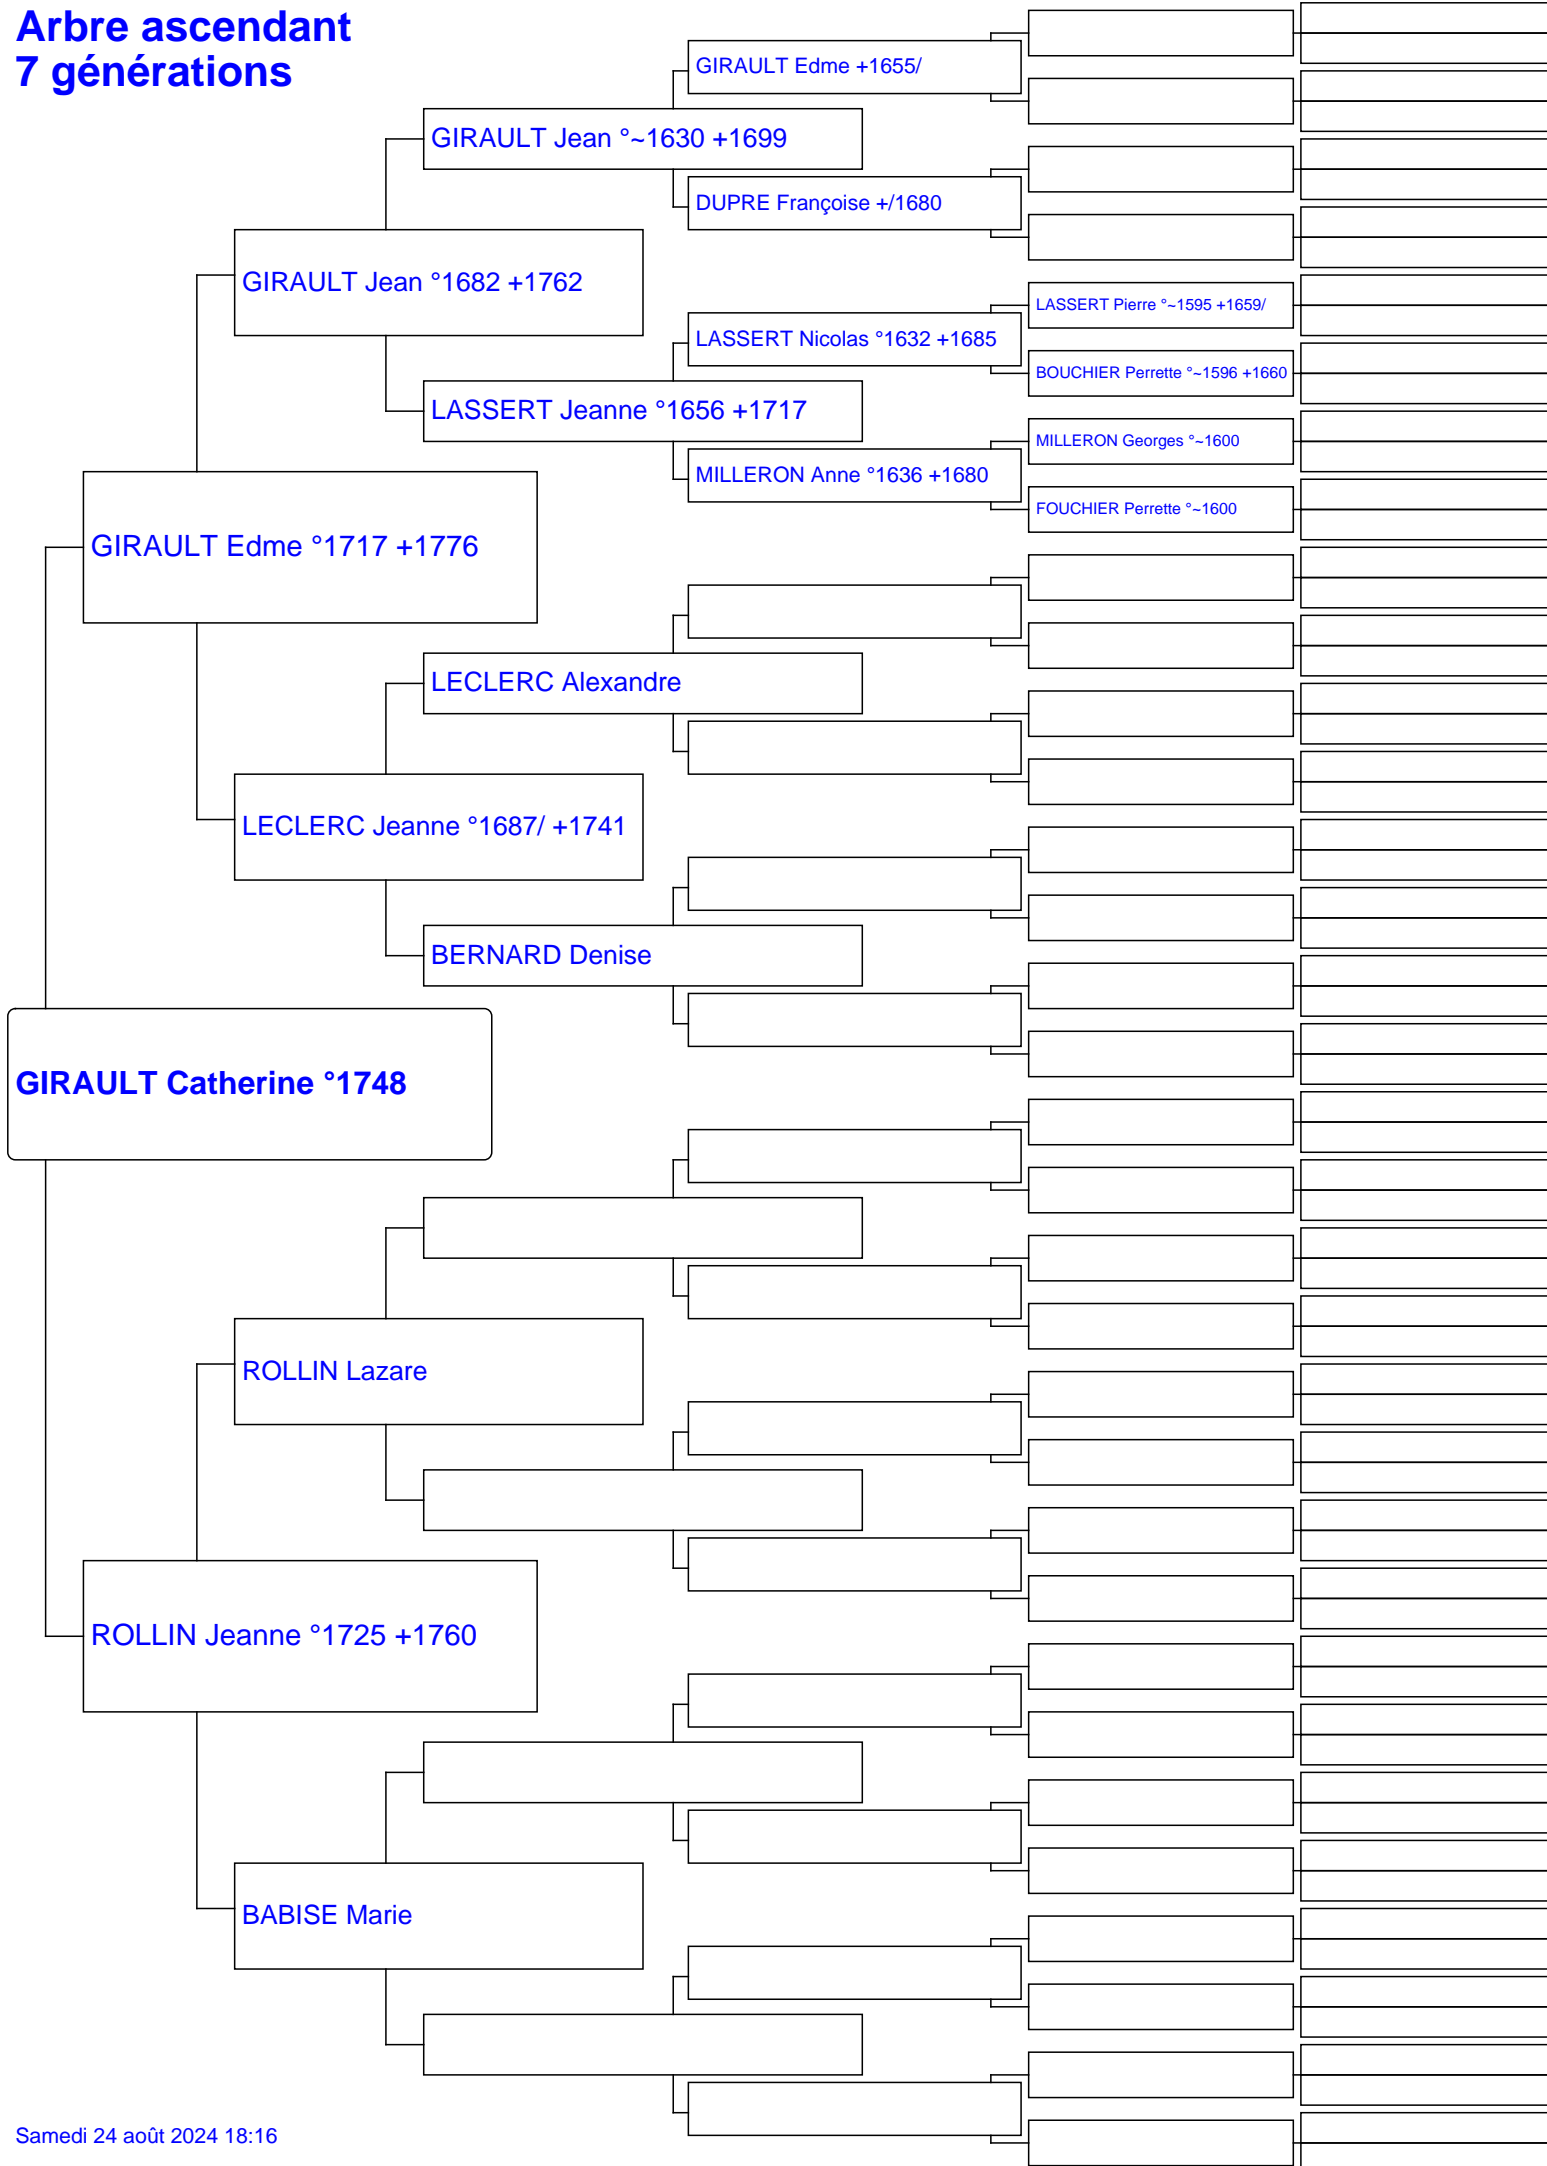 Arbre ascendant
7 générations
GIRAULT Edme +1655/
GIRAULT Jean °~1630 +1699
DUPRE Françoise +/1680
GIRAULT Jean °1682 +1762
LASSERT Pierre °~1595 +1659/
LASSERT Nicolas °1632 +1685
BOUCHIER Perrette °~1596 +1660
LASSERT Jeanne °1656 +1717
MILLERON Georges °~1600
MILLERON Anne °1636 +1680
FOUCHIER Perrette °~1600
GIRAULT Edme °1717 +1776
LECLERC Alexandre
LECLERC Jeanne °1687/ +1741
BERNARD Denise
GIRAULT Catherine °1748
ROLLIN Lazare
ROLLIN Jeanne °1725 +1760
BABISE Marie
Samedi 24 août 2024 18:16